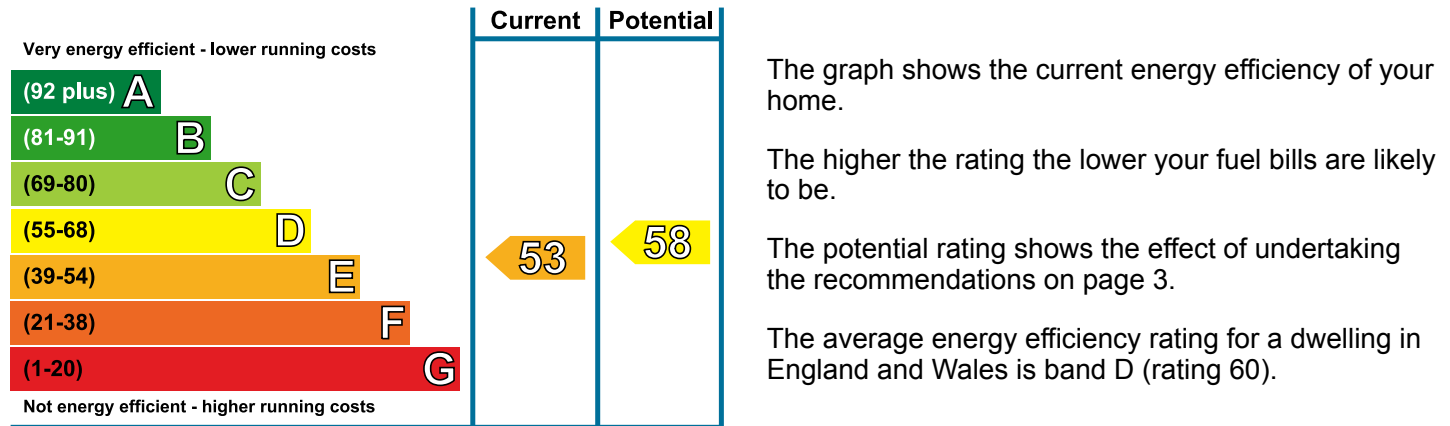 Current Potential
Very energy efficient - lower running costs
(92 plus) A
(81-91) B
(69-80) C
(55-68) D
(39-54) E
(21-38) F
(1-20) G
Not energy efficient - higher running costs
53
58
The graph shows the current energy efficiency of your
home.
The higher the rating the lower your fuel bills are likely
to be.
The potential rating shows the effect of undertaking
the recommendations on page 3.
The average energy efficiency rating for a dwelling in
England and Wales is band D (rating 60).